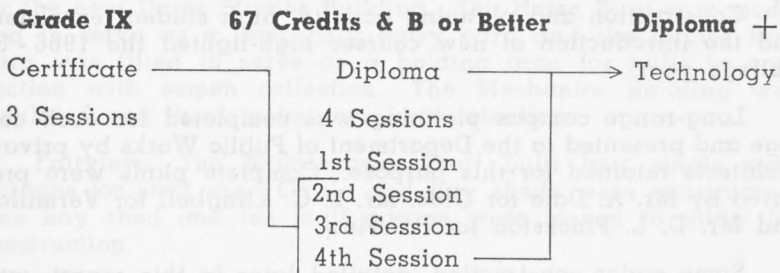 Grade IX 67 Credits & B av Better Diploma +
Certificate Diploma Technology
3 Sessions 4 Sessions
1st Session
2nd Session
3rd Session
4th Session